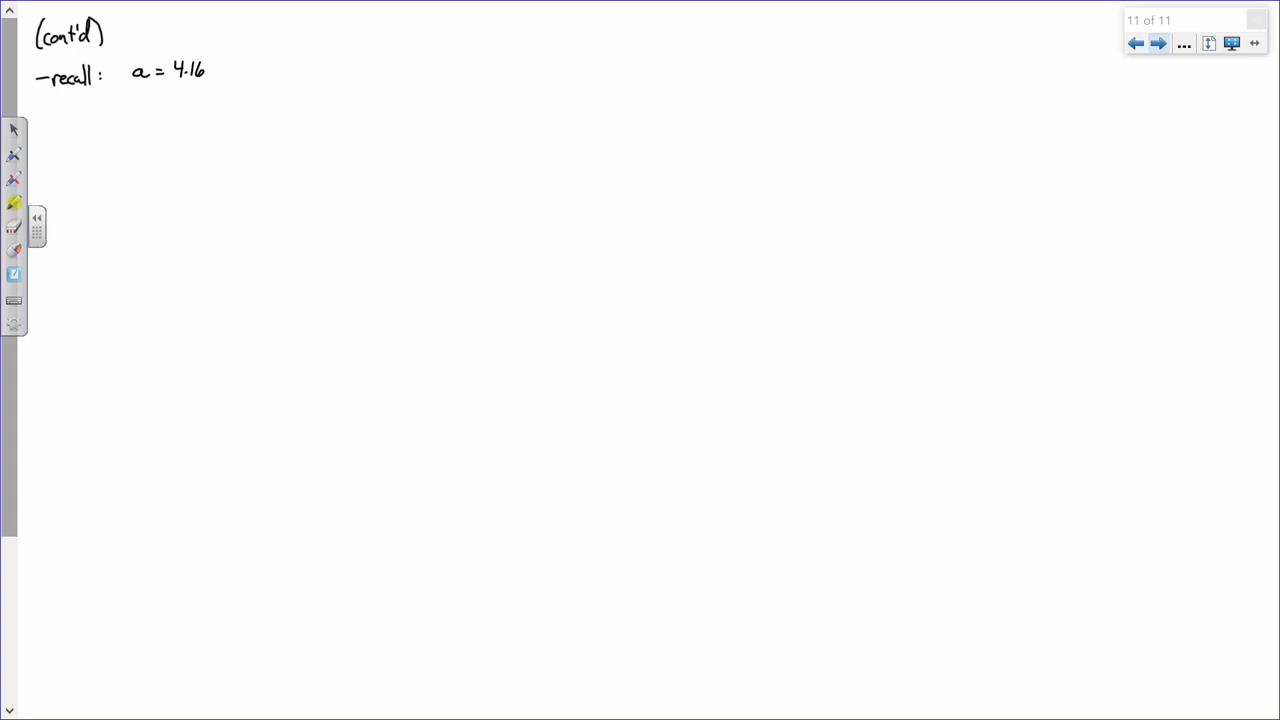 (cont'd)
11 of 11
-recall: a = 4.16